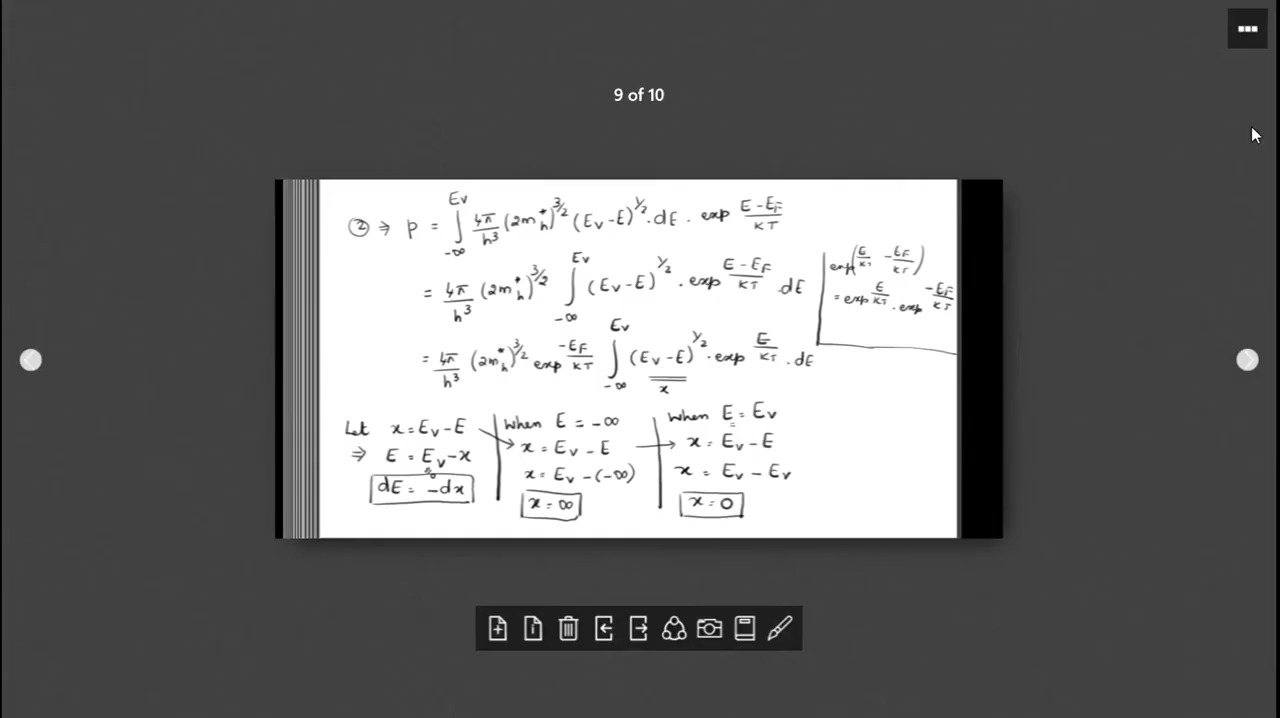 9 of 10
② ⇒ p = ∫_{-∞}^{Ev} 4π/h³ (2m*h)^{3/2} (Ev-E)^{1/2}.dE . exp (E-EF)/KT
= 4π/h³ (2m*h)^{3/2} ∫_{-∞}^{Ev} (Ev-E)^{1/2} . exp (E-EF)/KT .dE
= 4π/h³ (2m*h)^{3/2} exp -EF/KT ∫_{-∞}^{Ev} (Ev-E)^{1/2} . exp E/KT . dE
x
exp(E/KT - EF/KT)
= exp E/KT . exp -EF/KT
Let x = Ev-E
⇒ E = Ev-x
0
dE = -dx
When E = -∞
x = Ev - E
x = Ev -(-∞)
x = ∞
When E = Ev
x = Ev - E
x = Ev - Ev
x = 0